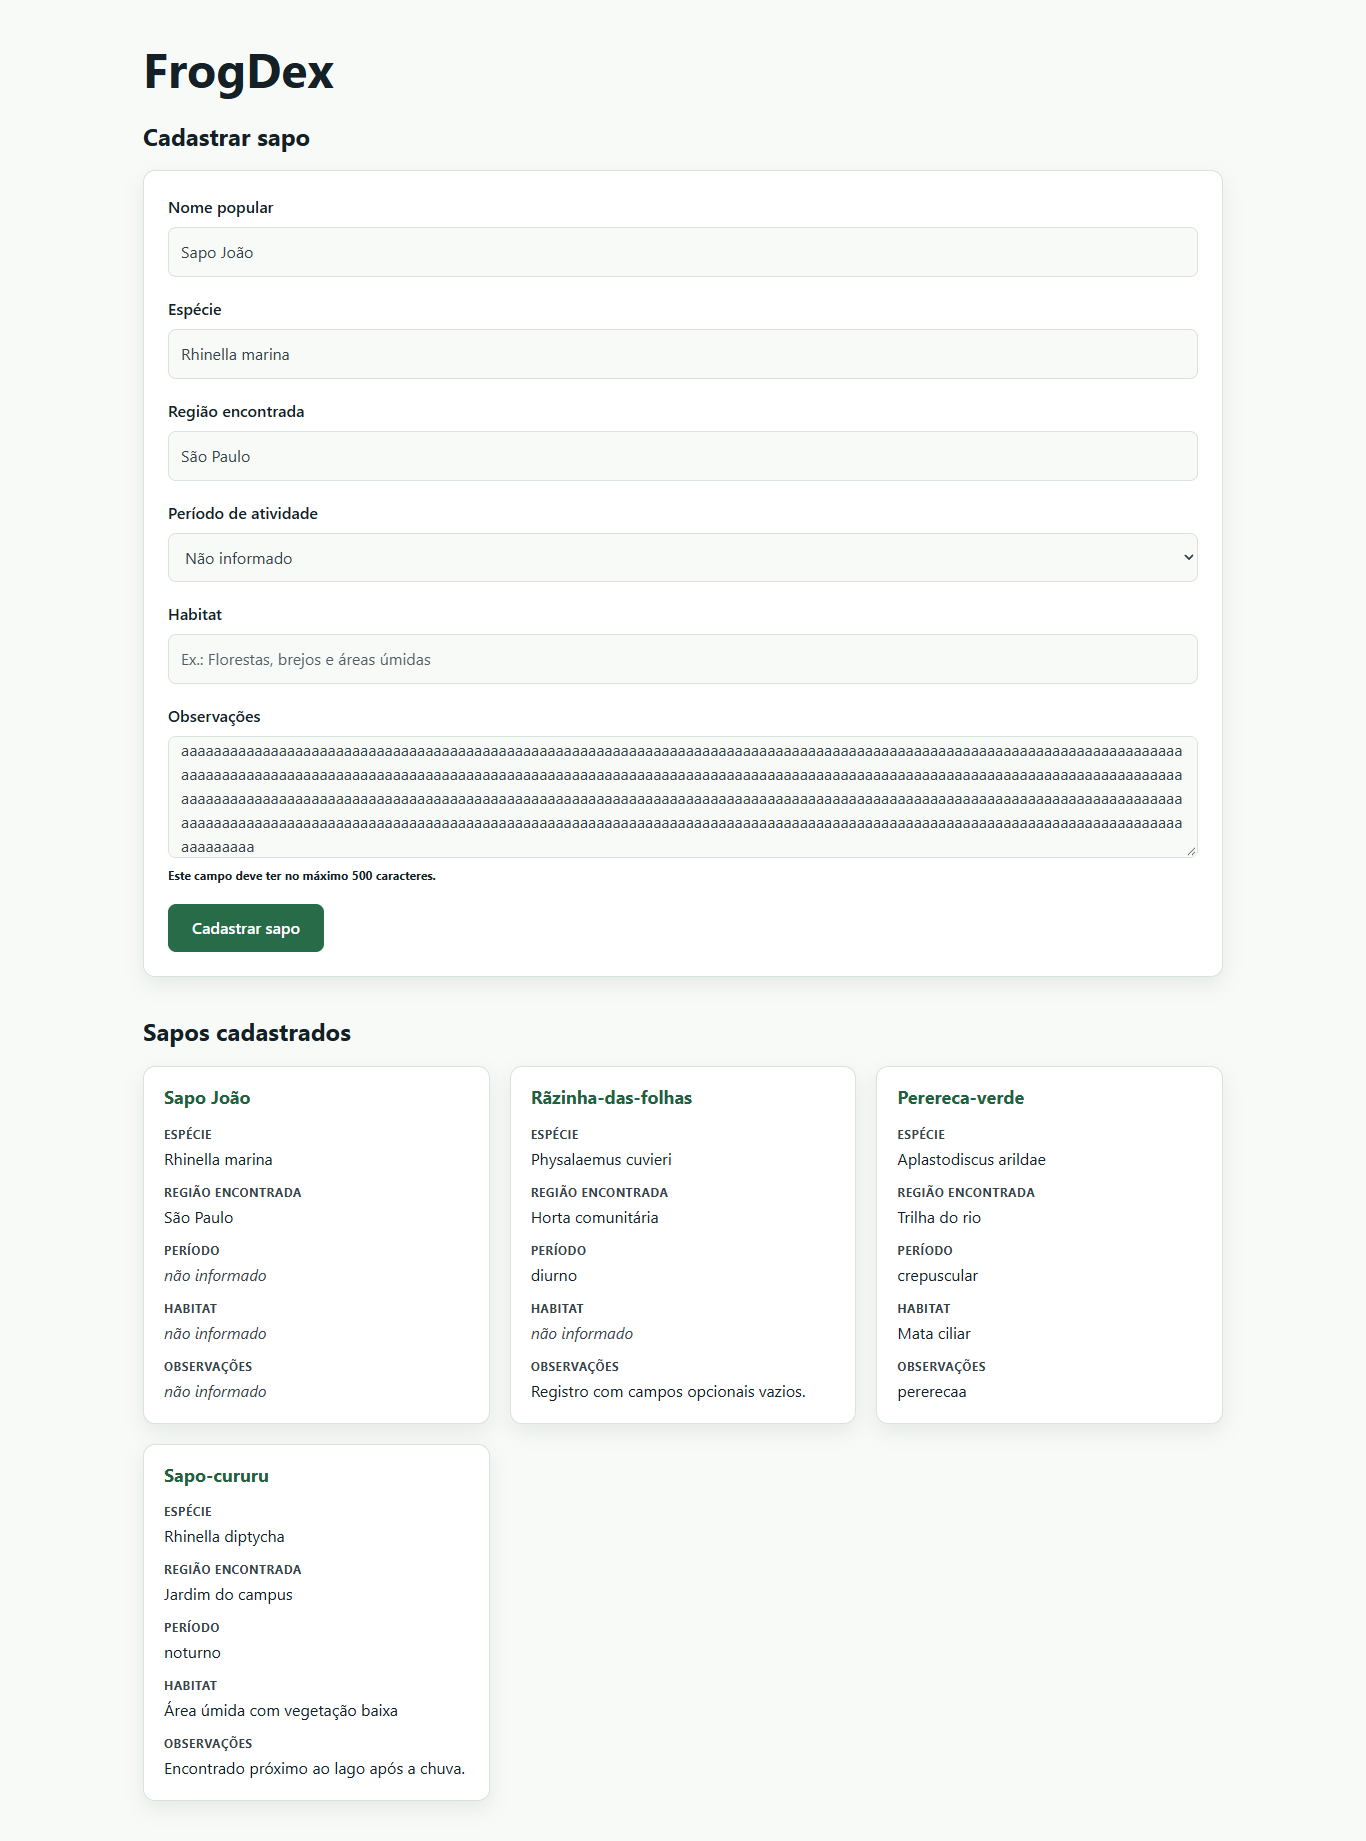 FrogDex
Cadastrar sapo
Nome popular
Sapo João
Espécie
Rhinella marina
Região encontrada
São Paulo
Período de atividade
Não informado
Habitat
Ex.: Florestas, brejos e áreas úmidas
Observações
aaaaaaaaaaaaaaaaaaaaaaaaaaaaaaaaaaaaaaaaaaaaaaaaaaaaaaaaaaaaaaaaaaaaaaaaaaaaaaaaaaaaaaaaaaaaaaaaaaaaaaaaaaaaaaaaaaaaaaaaaaa
aaaaaaaaaaaaaaaaaaaaaaaaaaaaaaaaaaaaaaaaaaaaaaaaaaaaaaaaaaaaaaaaaaaaaaaaaaaaaaaaaaaaaaaaaaaaaaaaaaaaaaaaaaaaaaaaaaaaaaaaaaa
aaaaaaaaaaaaaaaaaaaaaaaaaaaaaaaaaaaaaaaaaaaaaaaaaaaaaaaaaaaaaaaaaaaaaaaaaaaaaaaaaaaaaaaaaaaaaaaaaaaaaaaaaaaaaaaaaaaaaaaaaaa
aaaaaaaaaaaaaaaaaaaaaaaaaaaaaaaaaaaaaaaaaaaaaaaaaaaaaaaaaaaaaaaaaaaaaaaaaaaaaaaaaaaaaaaaaaaaaaaaaaaaaaaaaaaaaaaaaaaaaaaaaaa
aaaaaaaaa
Este campo deve ter no máximo 500 caracteres.
Cadastrar sapo
Sapos cadastrados
Sapo João
ESPÉCIE
Rhinella marina
REGIÃO ENCONTRADA
São Paulo
PERÍODO
não informado
HABITAT
não informado
OBSERVAÇÕES
não informado
Rãzinha-das-folhas
ESPÉCIE
Physalaemus cuvieri
REGIÃO ENCONTRADA
Horta comunitária
PERÍODO
diurno
HABITAT
não informado
OBSERVAÇÕES
Registro com campos opcionais vazios.
Perereca-verde
ESPÉCIE
Aplastodiscus arildae
REGIÃO ENCONTRADA
Trilha do rio
PERÍODO
crepuscular
HABITAT
Mata ciliar
OBSERVAÇÕES
pererecaa
Sapo-cururu
ESPÉCIE
Rhinella diptycha
REGIÃO ENCONTRADA
Jardim do campus
PERÍODO
noturno
HABITAT
Área úmida com vegetação baixa
OBSERVAÇÕES
Encontrado próximo ao lago após a chuva.